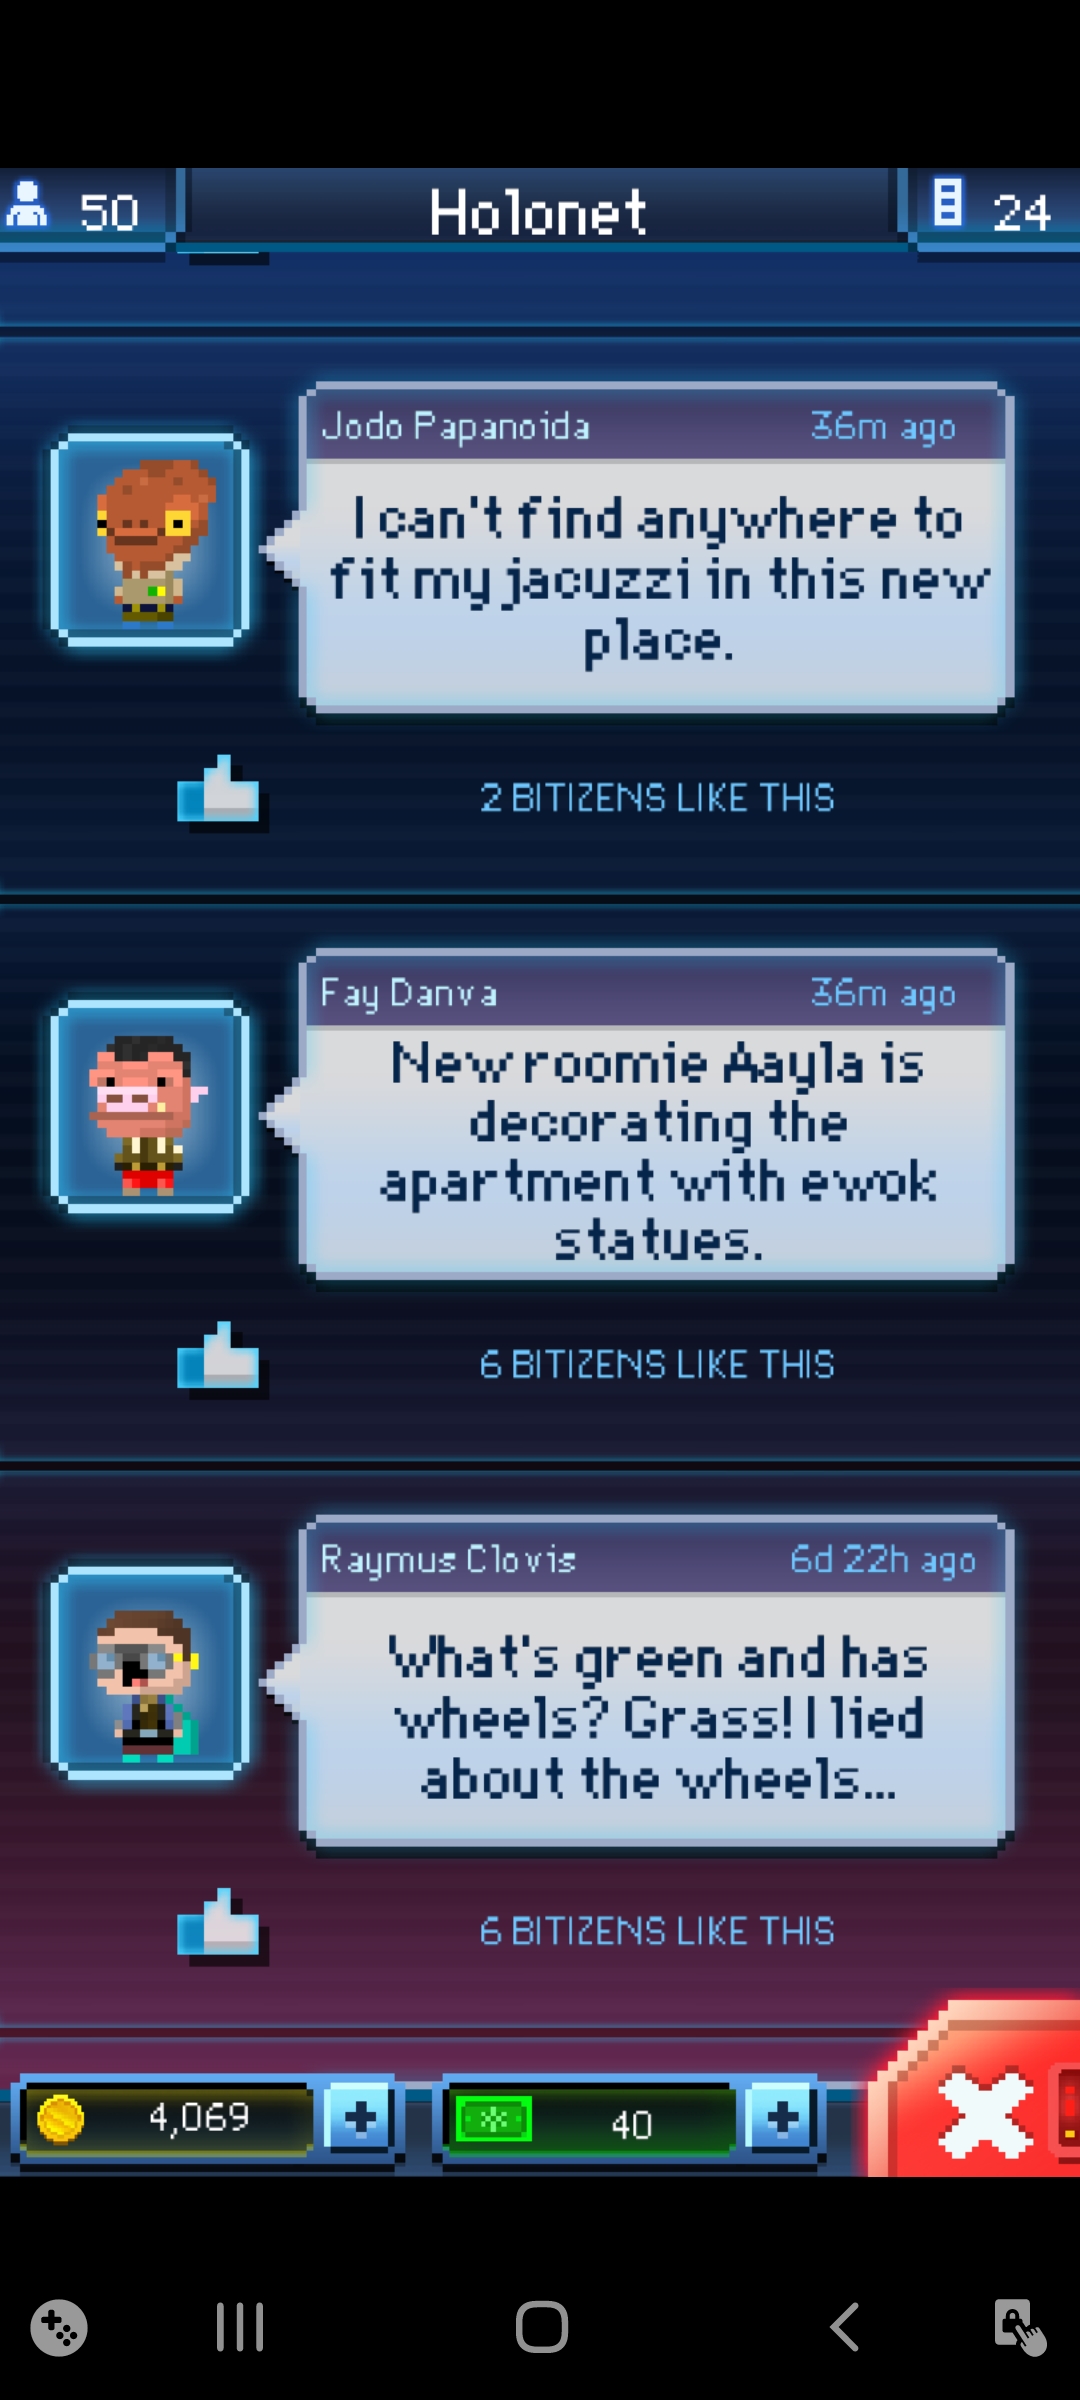 50 Holonet 24
Jodo Papanoida 36m ago
I can't find anywhere to
fit my jacuzzi in this new
place.
2 BITIZENS LIKE THIS
Fay Danva 36m ago
New roomie Aayla is
decorating the
apartment with ewok
statues.
6 BITIZENS LIKE THIS
Raymus Clovis 6d 22h ago
What's green and has
wheels? Grass! I lied
about the wheels...
6 BITIZENS LIKE THIS
4,069 40